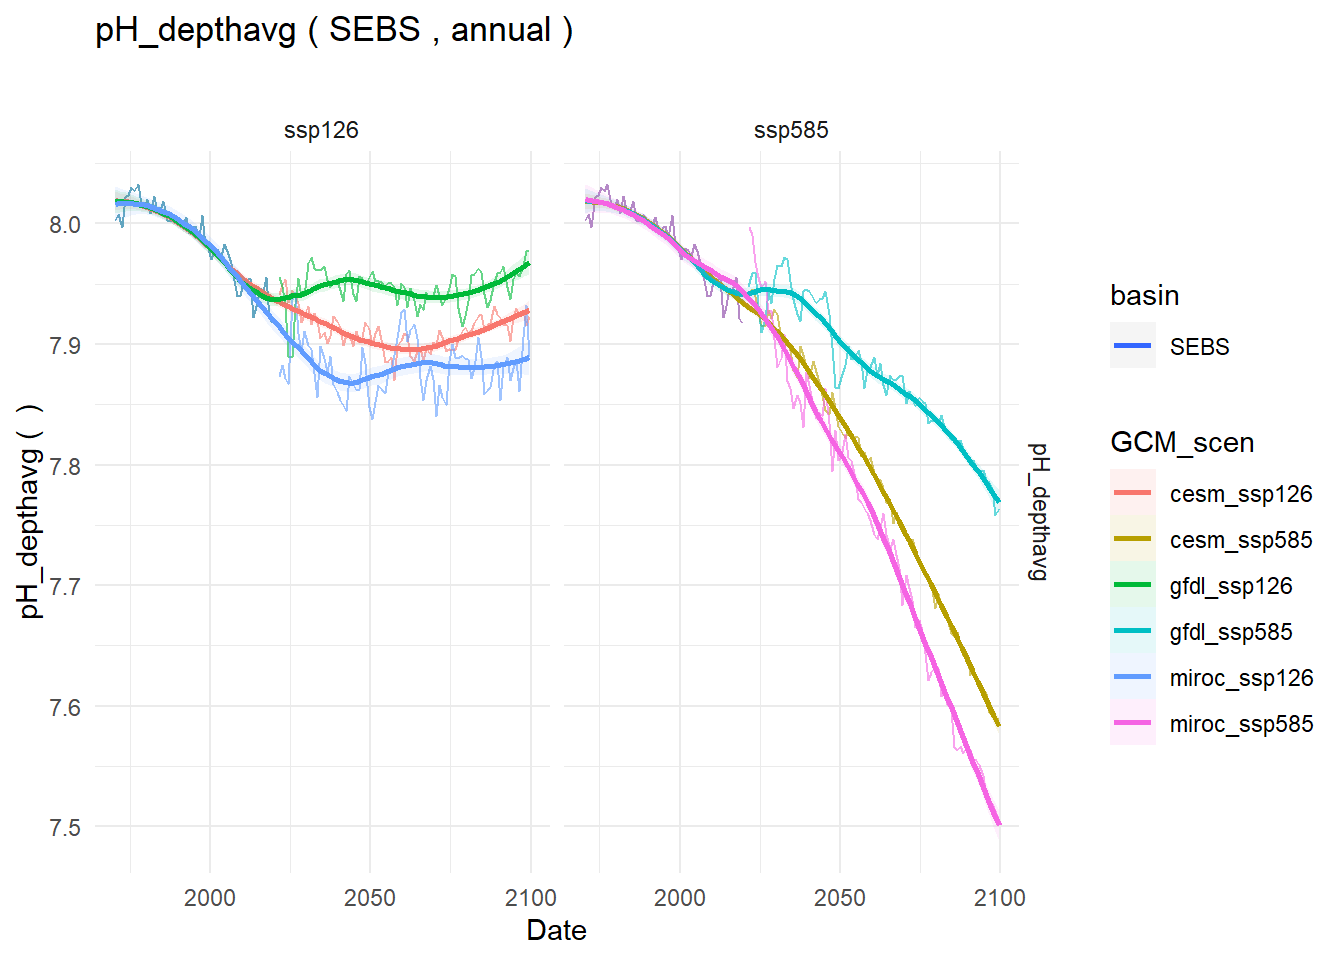 pH_depthavg ( SEBS , annual )
ssp126
ssp585
8.0
7.9
7.8
7.7
7.6
7.5
pH_depthavg ( )
pH_depthavg
2000
2050
2100
2000
2050
2100
Date
basin
SEBS
GCM_scen
cesm_ssp126
cesm_ssp585
gfdl_ssp126
gfdl_ssp585
miroc_ssp126
miroc_ssp585